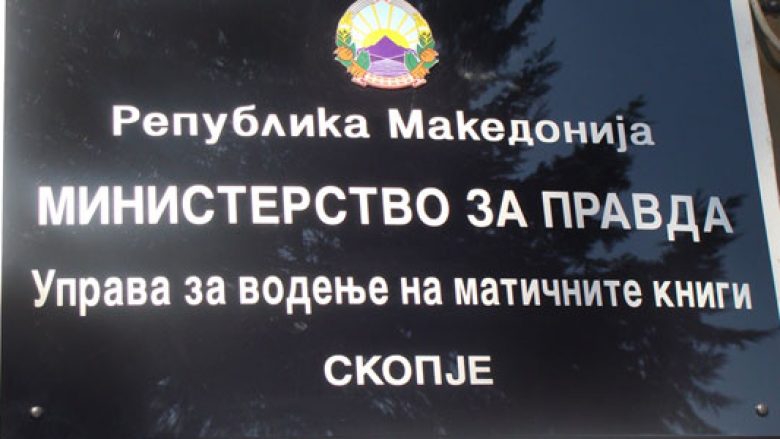 Република Македонија
МИНИСТЕРСТВО ЗА ПРАВДА
Управа за водење на матичните книги
СКОПЈЕ